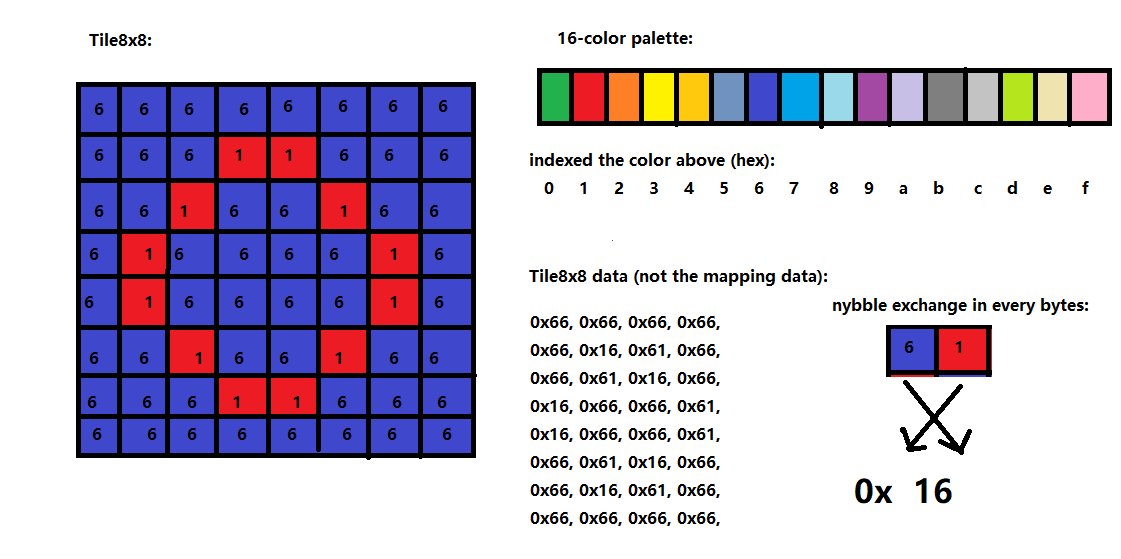 Tile8x8:
6 6 6 6 6 6 6 6
6 6 6 1 1 6 6 6
6 6 1 6 6 1 6 6
6 1 6 6 6 6 1 6
6 1 6 6 6 6 1 6
6 6 1 6 6 1 6 6
6 6 6 1 1 6 6 6
6 6 6 6 6 6 6 6
16-color palette:
indexed the color above (hex):
0 1 2 3 4 5 6 7 8 9 a b c d e f
Tile8x8 data (not the mapping data):
0x66, 0x66, 0x66, 0x66,
0x66, 0x16, 0x61, 0x66,
0x66, 0x61, 0x16, 0x66,
0x16, 0x66, 0x66, 0x61,
0x16, 0x66, 0x66, 0x61,
0x66, 0x61, 0x16, 0x66,
0x66, 0x16, 0x61, 0x66,
0x66, 0x66, 0x66, 0x66,
nybble exchange in every bytes:
6 1
0x 16